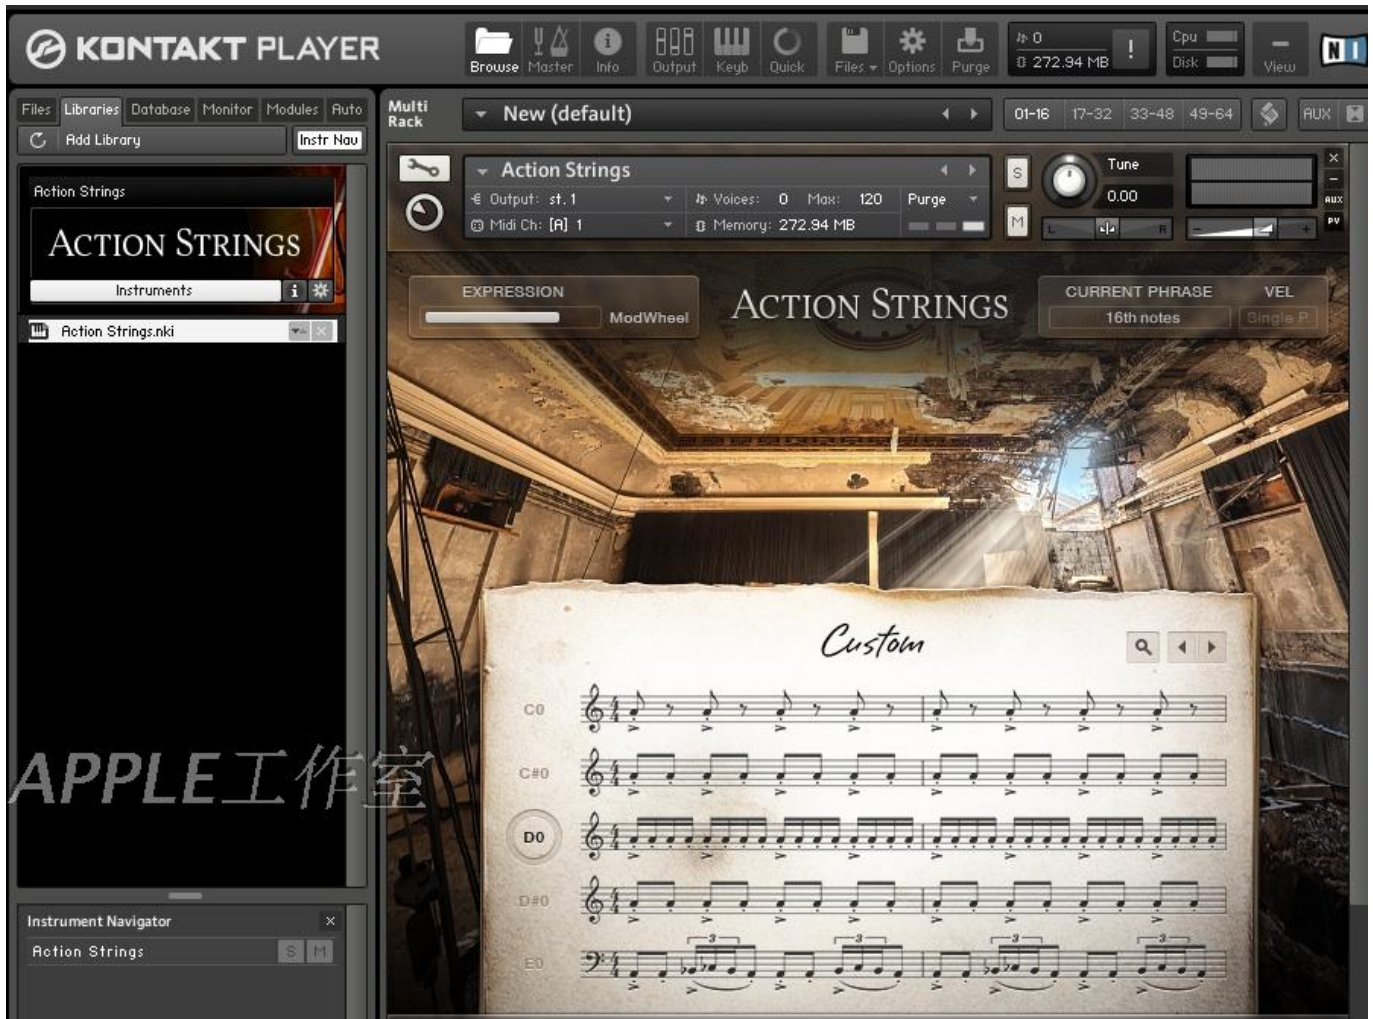 KONTAKT PLAYER
Browse Master Info Output Keyb Quick Files Options Purge
0
272.94 MB
!
Cpu
Disk
View
NI
Files Libraries Database Monitor Modules Auto
Add Library
Instr Nav
Action Strings
ACTION STRINGS
Instruments
i
Action Strings.nki
Multi
Rack
New (default)
01-16 17-32 33-48 49-64
AUX
Action Strings
Output: st.1
Voices: 0 Max: 120
Purge
Midi Ch: [A] 1
Memory: 272.94 MB
S
M
Tune
0.00
L R
- +
×
–
AUX
PV
EXPRESSION
ModWheel
ACTION STRINGS
CURRENT PHRASE VEL
16th notes Single P.
Custom
C0
C#0
D0
D#0
E0
3 3 3 3
APPLE工作室
Instrument Navigator ×
Action Strings S M